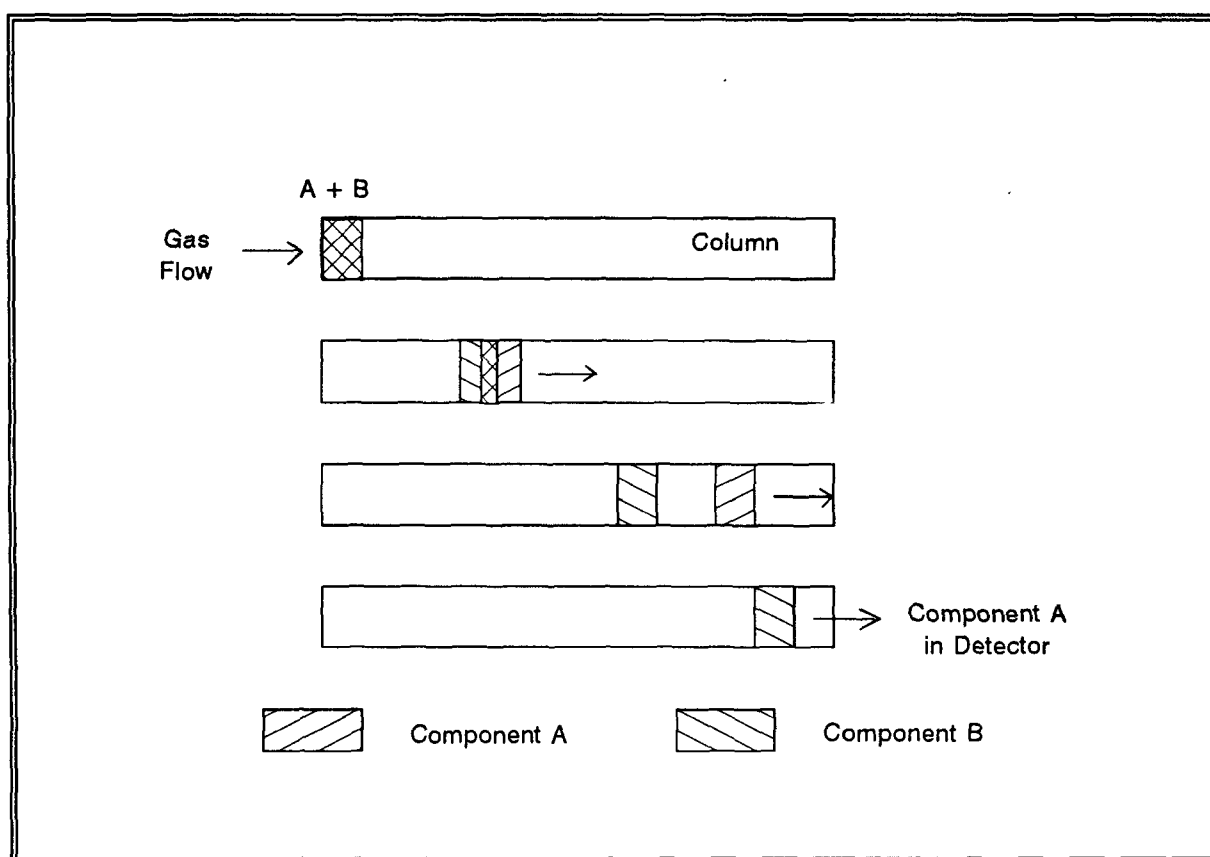 A + B
Gas
Flow
Column
Component A
in Detector
Component A
Component B